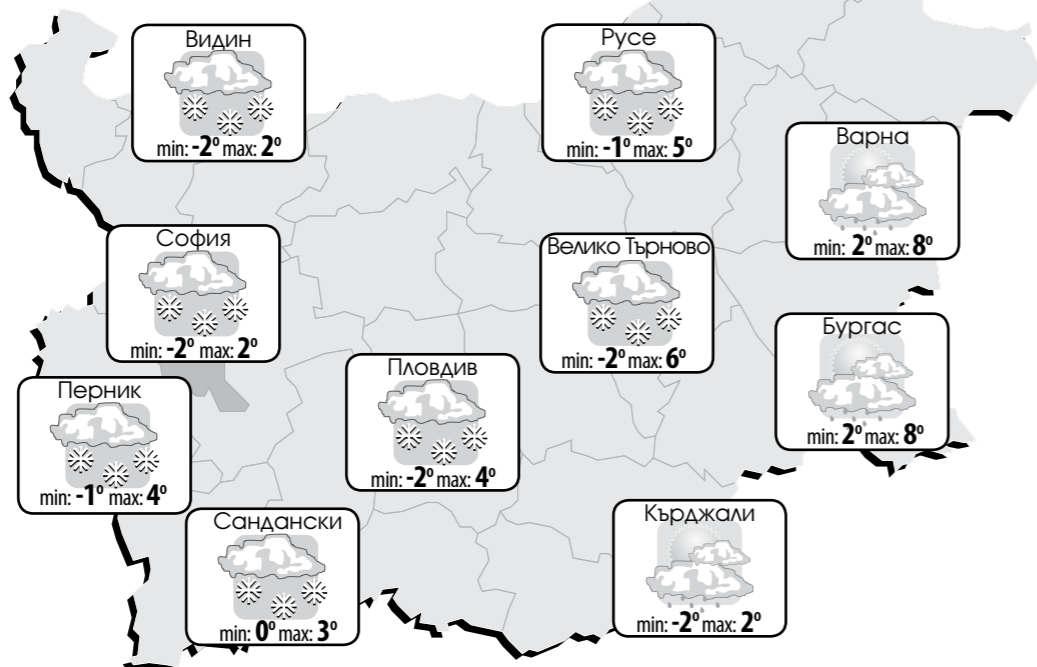 Видин
min: -2° max: 2°
Русе
min: -1° max: 5°
Варна
min: 2° max: 8°
София
min: -2° max: 2°
Велико Търново
min: -2° max: 6°
Бургас
min: 2° max: 8°
Пловдив
min: -2° max: 4°
Перник
min: -1° max: 4°
Сандански
min: 0° max: 3°
Кърджали
min: -2° max: 2°